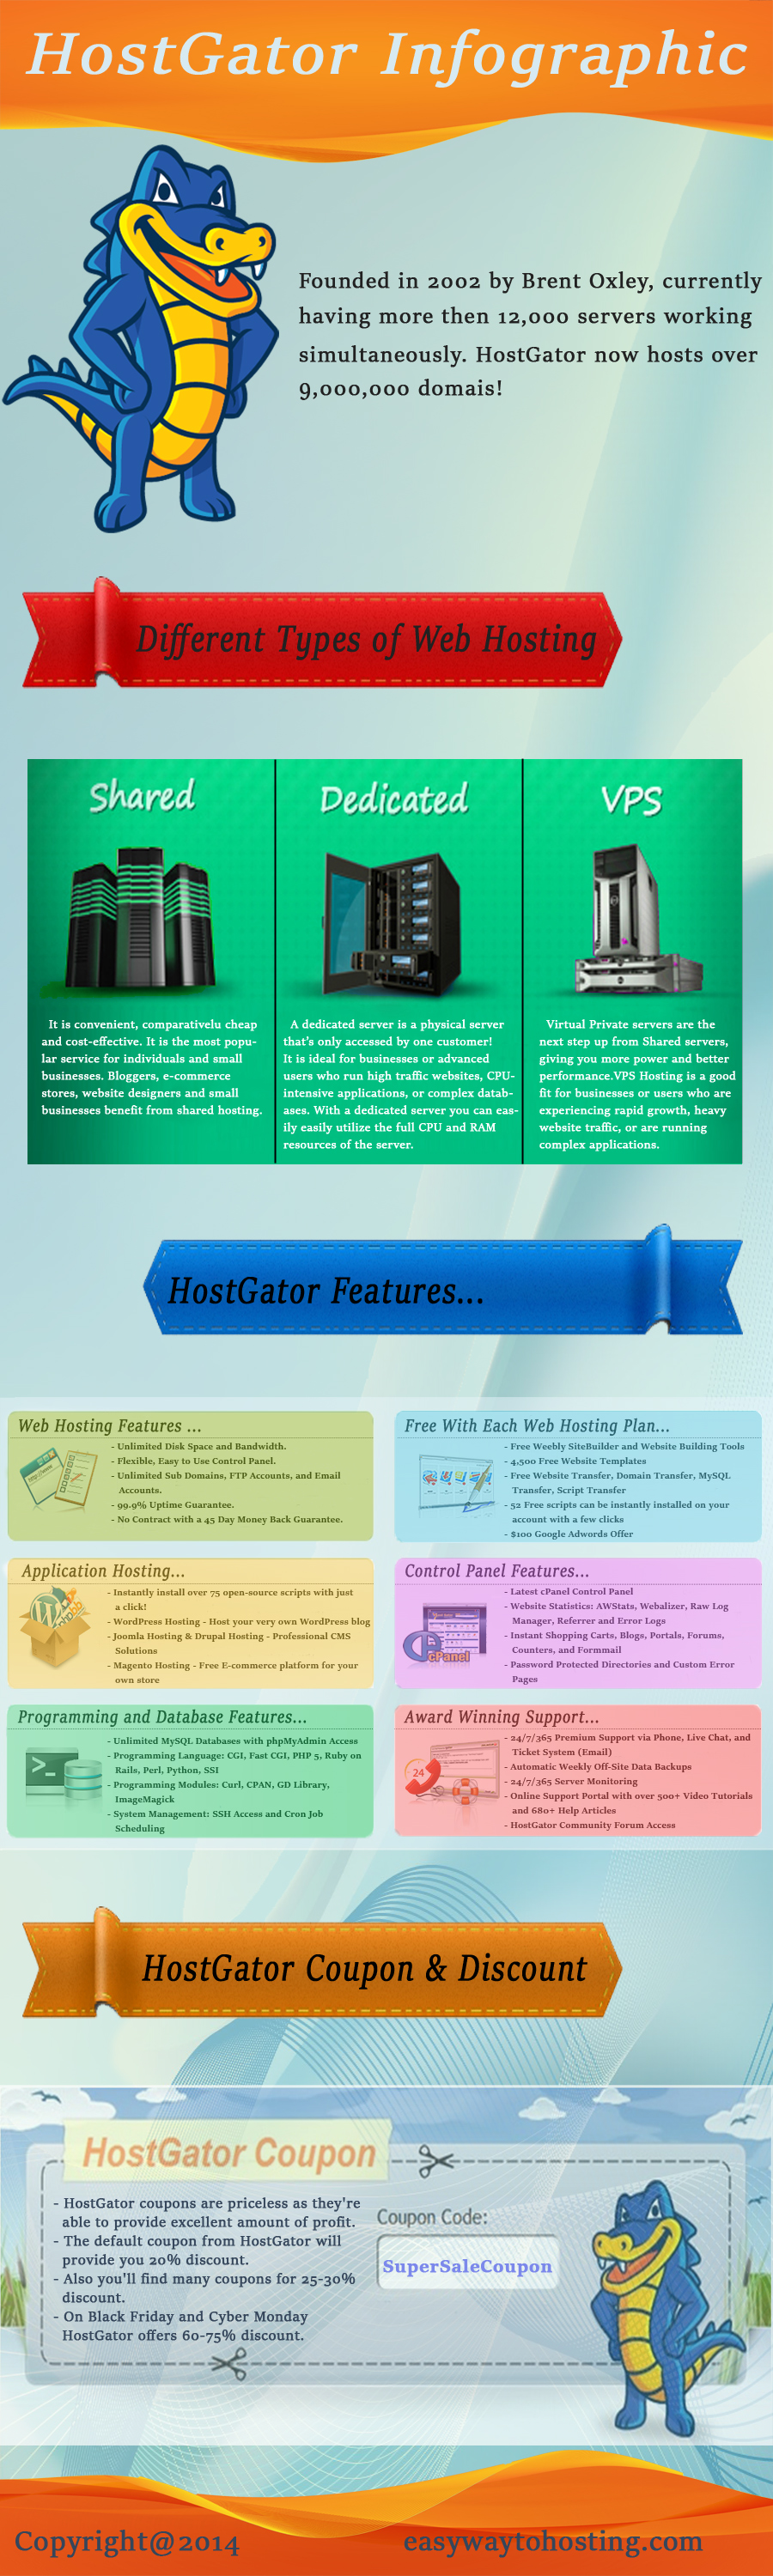 HostGator Infographic
Founded in 2002 by Brent Oxley, currently
having more then 12,000 servers working
simultaneously. HostGator now hosts over
9,000,000 domais!
Different Types of Web Hosting
Shared
It is convenient, comparativelu cheap
and cost-effective. It is the most popu-
lar service for individuals and small
businesses. Bloggers, e-commerce
stores, website designers and small
businesses benefit from shared hosting.
Dedicated
A dedicated server is a physical server
that's only accessed by one customer!
It is ideal for businesses or advanced
users who run high traffic websites, CPU-
intensive applications, or complex datab-
ases. With a dedicated server you can eas-
ily easily utilize the full CPU and RAM
resources of the server.
VPS
Virtual Private servers are the
next step up from Shared servers,
giving you more power and better
performance.VPS Hosting is a good
fit for businesses or users who are
experiencing rapid growth, heavy
website traffic, or are running
complex applications.
HostGator Features...
Web Hosting Features ...
- Unlimited Disk Space and Bandwidth.
- Flexible, Easy to Use Control Panel.
- Unlimited Sub Domains, FTP Accounts, and Email
Accounts.
- 99.9% Uptime Guarantee.
- No Contract with a 45 Day Money Back Guarantee.
Free With Each Web Hosting Plan...
- Free Weebly SiteBuilder and Website Building Tools
- 4,500 Free Website Templates
- Free Website Transfer, Domain Transfer, MySQL
Transfer, Script Transfer
- 52 Free scripts can be instantly installed on your
account with a few clicks
- $100 Google Adwords Offer
Application Hosting...
- Instantly install over 75 open-source scripts with just
a click!
- WordPress Hosting - Host your very own WordPress blog
- Joomla Hosting & Drupal Hosting - Professional CMS
Solutions
- Magento Hosting - Free E-commerce platform for your
own store
Control Panel Features...
cPanel
- Latest cPanel Control Panel
- Website Statistics: AWStats, Webalizer, Raw Log
Manager, Referrer and Error Logs
- Instant Shopping Carts, Blogs, Portals, Forums,
Counters, and Formmail
- Password Protected Directories and Custom Error
Pages
Programming and Database Features...
- Unlimited MySQL Databases with phpMyAdmin Access
- Programming Language: CGI, Fast CGI, PHP 5, Ruby on
Rails, Perl, Python, SSI
- Programming Modules: Curl, CPAN, GD Library,
ImageMagick
- System Management: SSH Access and Cron Job
Scheduling
Award Winning Support...
24
- 24/7/365 Premium Support via Phone, Live Chat, and
Ticket System (Email)
- Automatic Weekly Off-Site Data Backups
- 24/7/365 Server Monitoring
- Online Support Portal with over 500+ Video Tutorials
and 680+ Help Articles
- HostGator Community Forum Access
HostGator Coupon & Discount
HostGator Coupon
- HostGator coupons are priceless as they're
able to provide excellent amount of profit.
- The default coupon from HostGator will
provide you 20% discount.
- Also you'll find many coupons for 25-30%
discount.
- On Black Friday and Cyber Monday
HostGator offers 60-75% discount.
Coupon Code:
SuperSaleCoupon
Copyright@2014
easywaytohosting.com